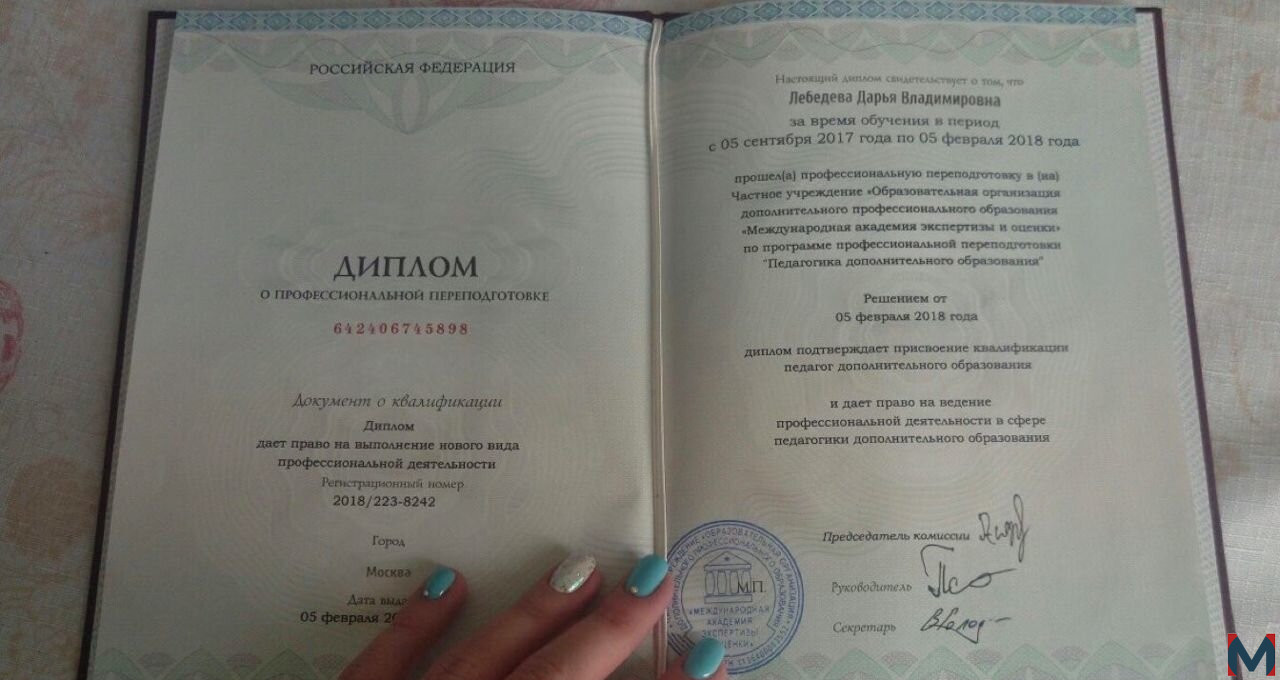 РОССИЙСКАЯ ФЕДЕРАЦИЯ
ДИПЛОМ
О ПРОФЕССИОНАЛЬНОЙ ПЕРЕПОДГОТОВКЕ
642406745898
Документ о квалификации
Диплом
дает право на выполнение нового вида
профессиональной деятельности
Регистрационный номер
2018/223-8242
Город
Москва
Дата
05 февраля
Настоящий диплом свидетельствует о том, что
Лебедева Дарья Владимировна
за время обучения в период
с 05 сентября 2017 года по 05 февраля 2018 года
прошел(а) профессиональную переподготовку в (на)
Частное учреждение «Образовательная организация
дополнительного профессионального образования
«Международная академия экспертизы и оценки»
по программе профессиональной переподготовки
"Педагогика дополнительного образования"
Решением от
05 февраля 2018 года
диплом подтверждает присвоение квалификации
педагог дополнительного образования
и дает право на ведение
профессиональной деятельности в сфере
педагогики дополнительного образования
Председатель комиссии
Руководитель
Секретарь
М.П.
«ОБРАЗОВАТЕЛЬНАЯ ОРГАНИЗАЦИЯ
ПРОФЕССИОНАЛЬНОГО ОБРАЗОВАНИЯ
«МЕЖДУНАРОДНАЯ
АКАДЕМИЯ
ЭКСПЕРТИЗЫ
М